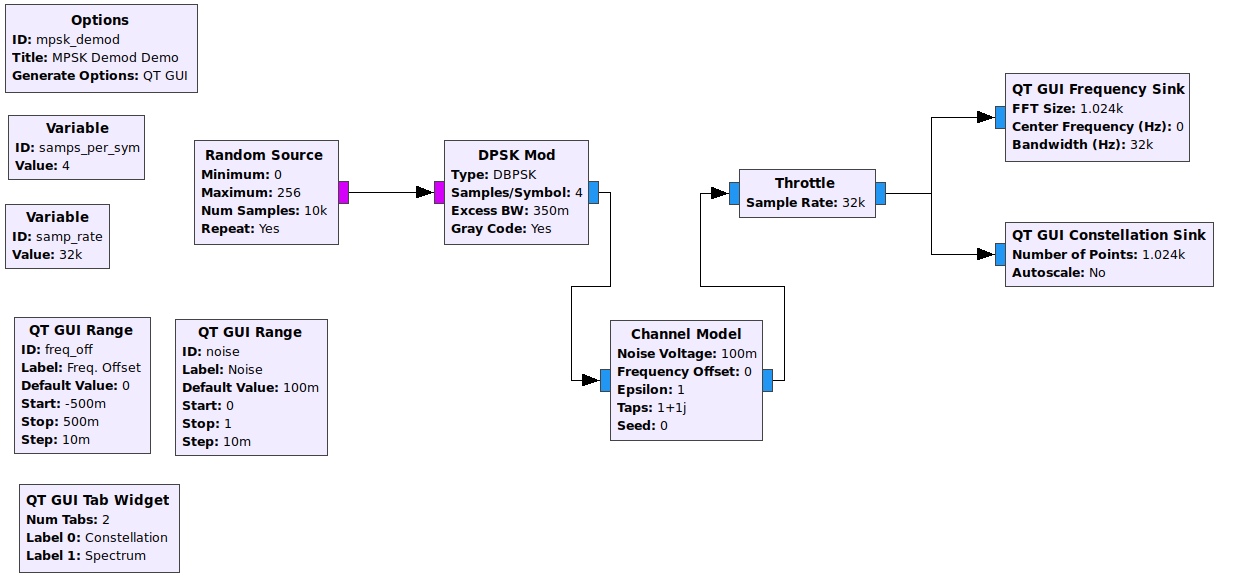 Options
ID: mpsk_demod
Title: MPSK Demod Demo
Generate Options: QT GUI
Variable
ID: samps_per_sym
Value: 4
Variable
ID: samp_rate
Value: 32k
Random Source
Minimum: 0
Maximum: 256
Num Samples: 10k
Repeat: Yes
DPSK Mod
Type: DBPSK
Samples/Symbol: 4
Excess BW: 350m
Gray Code: Yes
Throttle
Sample Rate: 32k
QT GUI Frequency Sink
FFT Size: 1.024k
Center Frequency (Hz): 0
Bandwidth (Hz): 32k
QT GUI Constellation Sink
Number of Points: 1.024k
Autoscale: No
QT GUI Range
ID: freq_off
Label: Freq. Offset
Default Value: 0
Start: -500m
Stop: 500m
Step: 10m
QT GUI Range
ID: noise
Label: Noise
Default Value: 100m
Start: 0
Stop: 1
Step: 10m
Channel Model
Noise Voltage: 100m
Frequency Offset: 0
Epsilon: 1
Taps: 1+1j
Seed: 0
QT GUI Tab Widget
Num Tabs: 2
Label 0: Constellation
Label 1: Spectrum